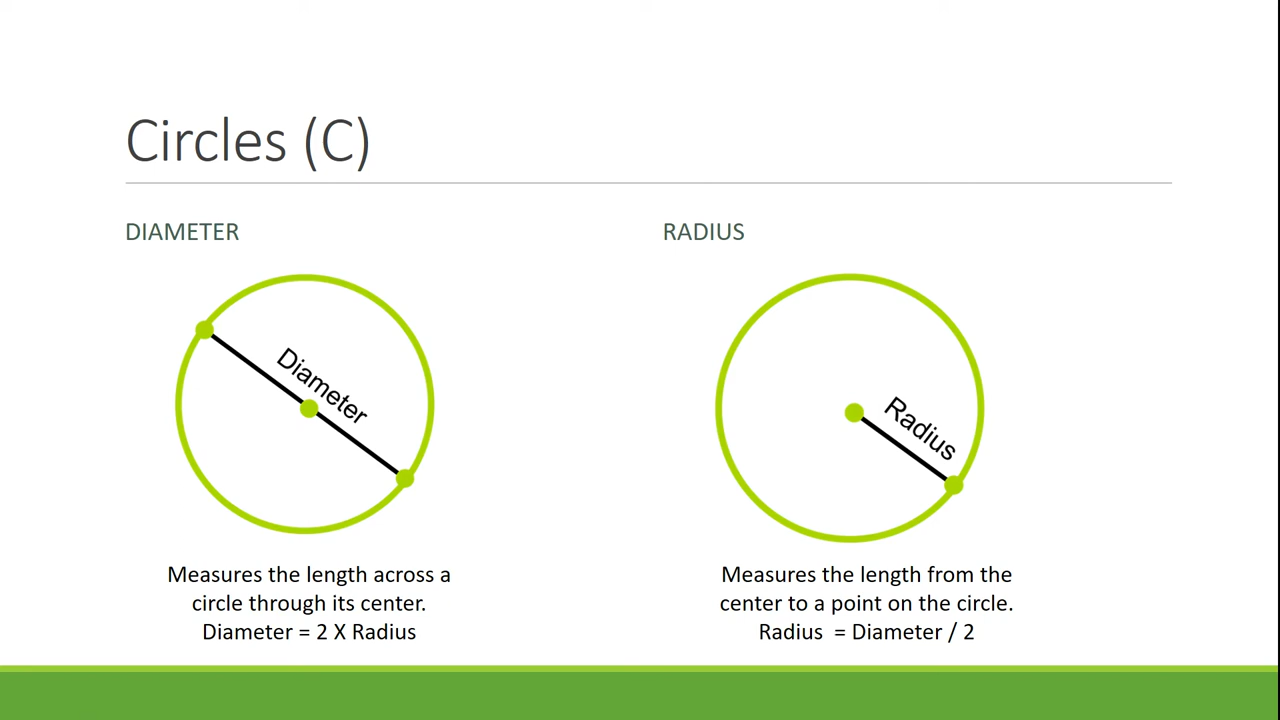 Circles (C)
DIAMETER
Diameter
Measures the length across a
circle through its center.
Diameter = 2 X Radius
RADIUS
Radius
Measures the length from the
center to a point on the circle.
Radius  = Diameter / 2